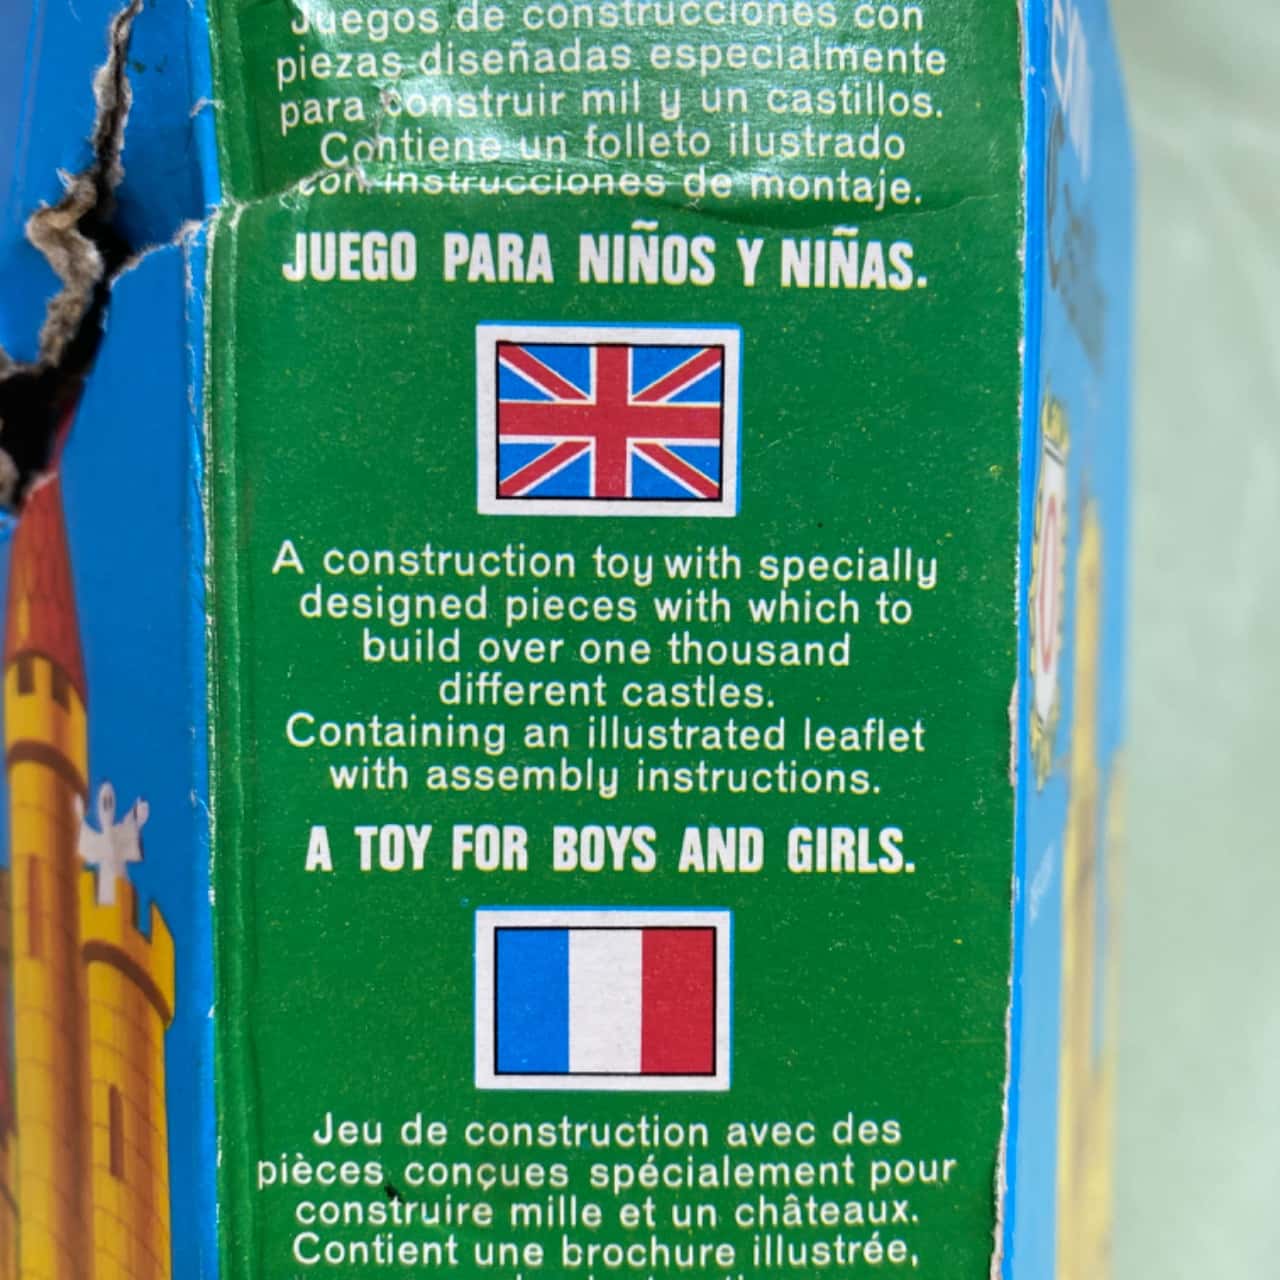 Juegos de construcciones con
piezas diseñadas especialmente
para construir mil y un castillos.
Contiene un folleto ilustrado
con instrucciones de montaje.
JUEGO PARA NIÑOS Y NIÑAS.
A construction toy with specially
designed pieces with which to
build over one thousand
different castles.
Containing an illustrated leaflet
with assembly instructions.
A TOY FOR BOYS AND GIRLS.
Jeu de construction avec des
pièces conçues spécialement pour
construire mille et un châteaux.
Contient une brochure illustrée,